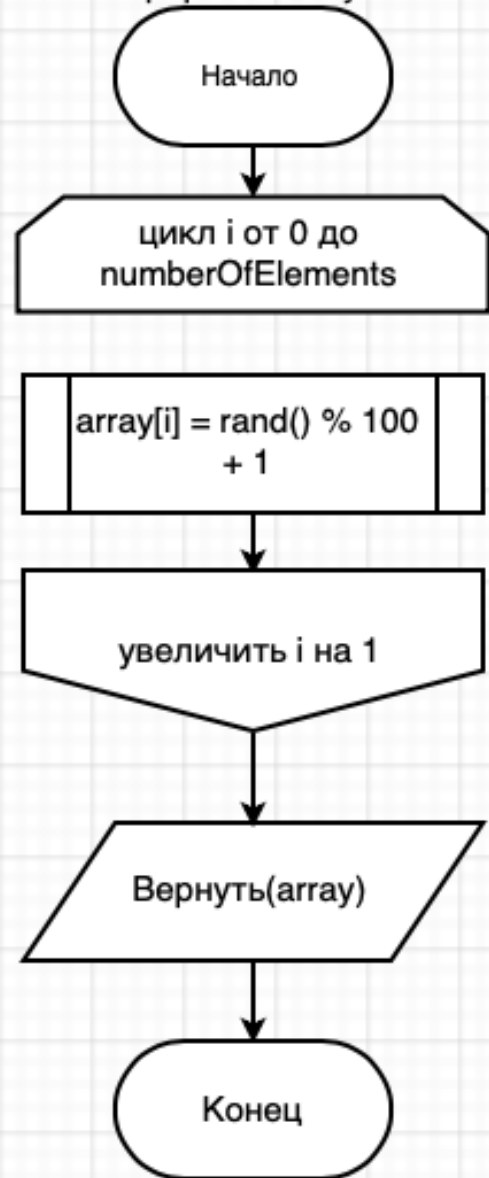 Начало
цикл i от 0 до
numberOfElements
array[i] = rand() % 100
+ 1
увеличить i на 1
Вернуть(array)
Конец